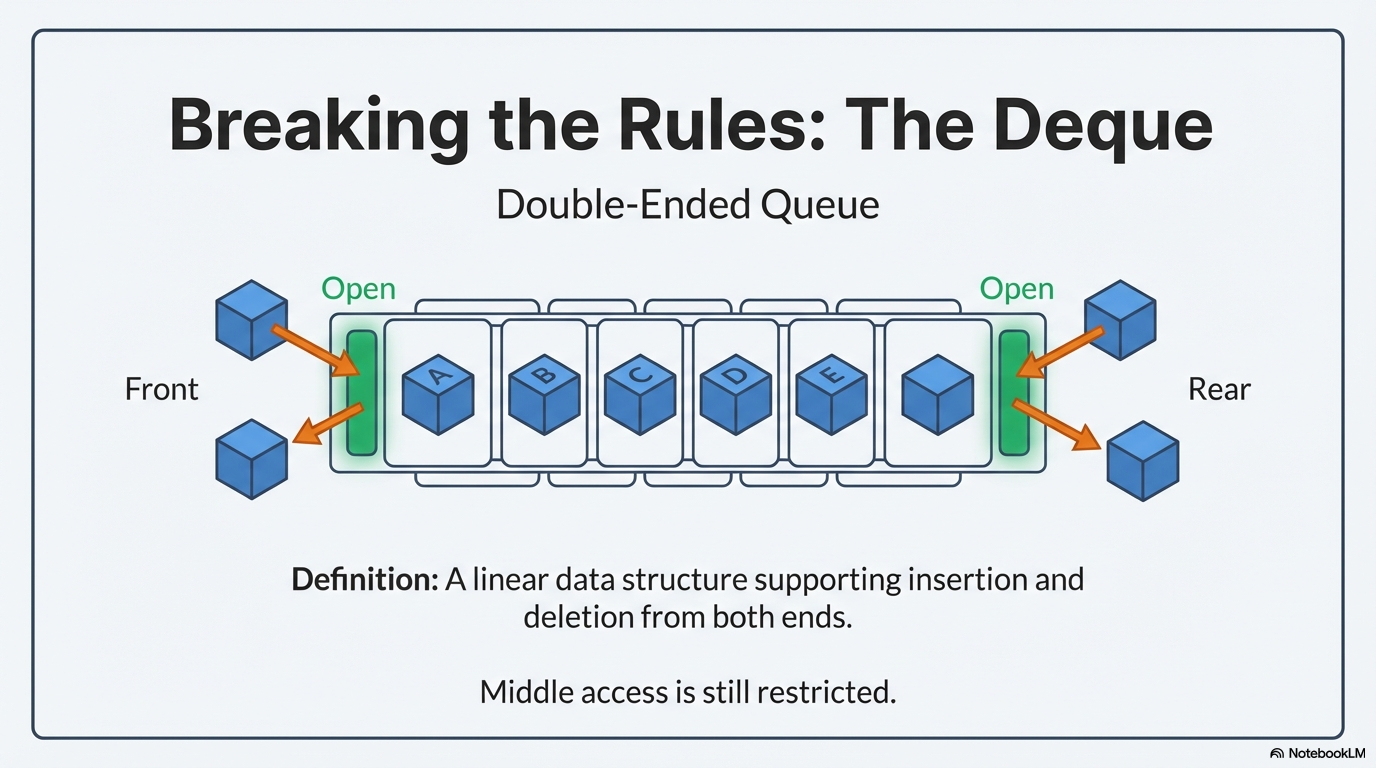 Breaking the Rules: The Deque
Double-Ended Queue
Open
Open
Front
A
B
C
D
E
Rear
Definition: A linear data structure supporting insertion and
deletion from both ends.
Middle access is still restricted.
NotebookLM